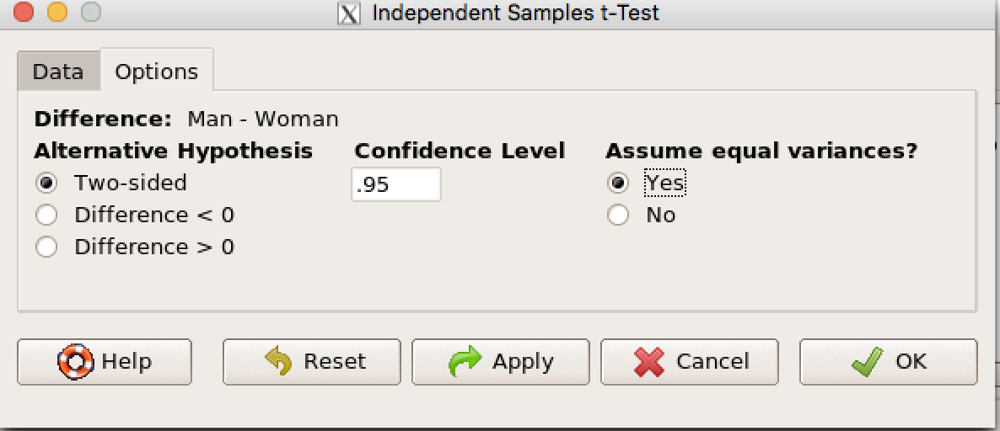 Independent Samples t-Test
Data Options
Difference: Man - Woman
Alternative Hypothesis Confidence Level Assume equal variances?
Two-sided .95 Yes
Difference < 0 No
Difference > 0
Help Reset Apply Cancel OK